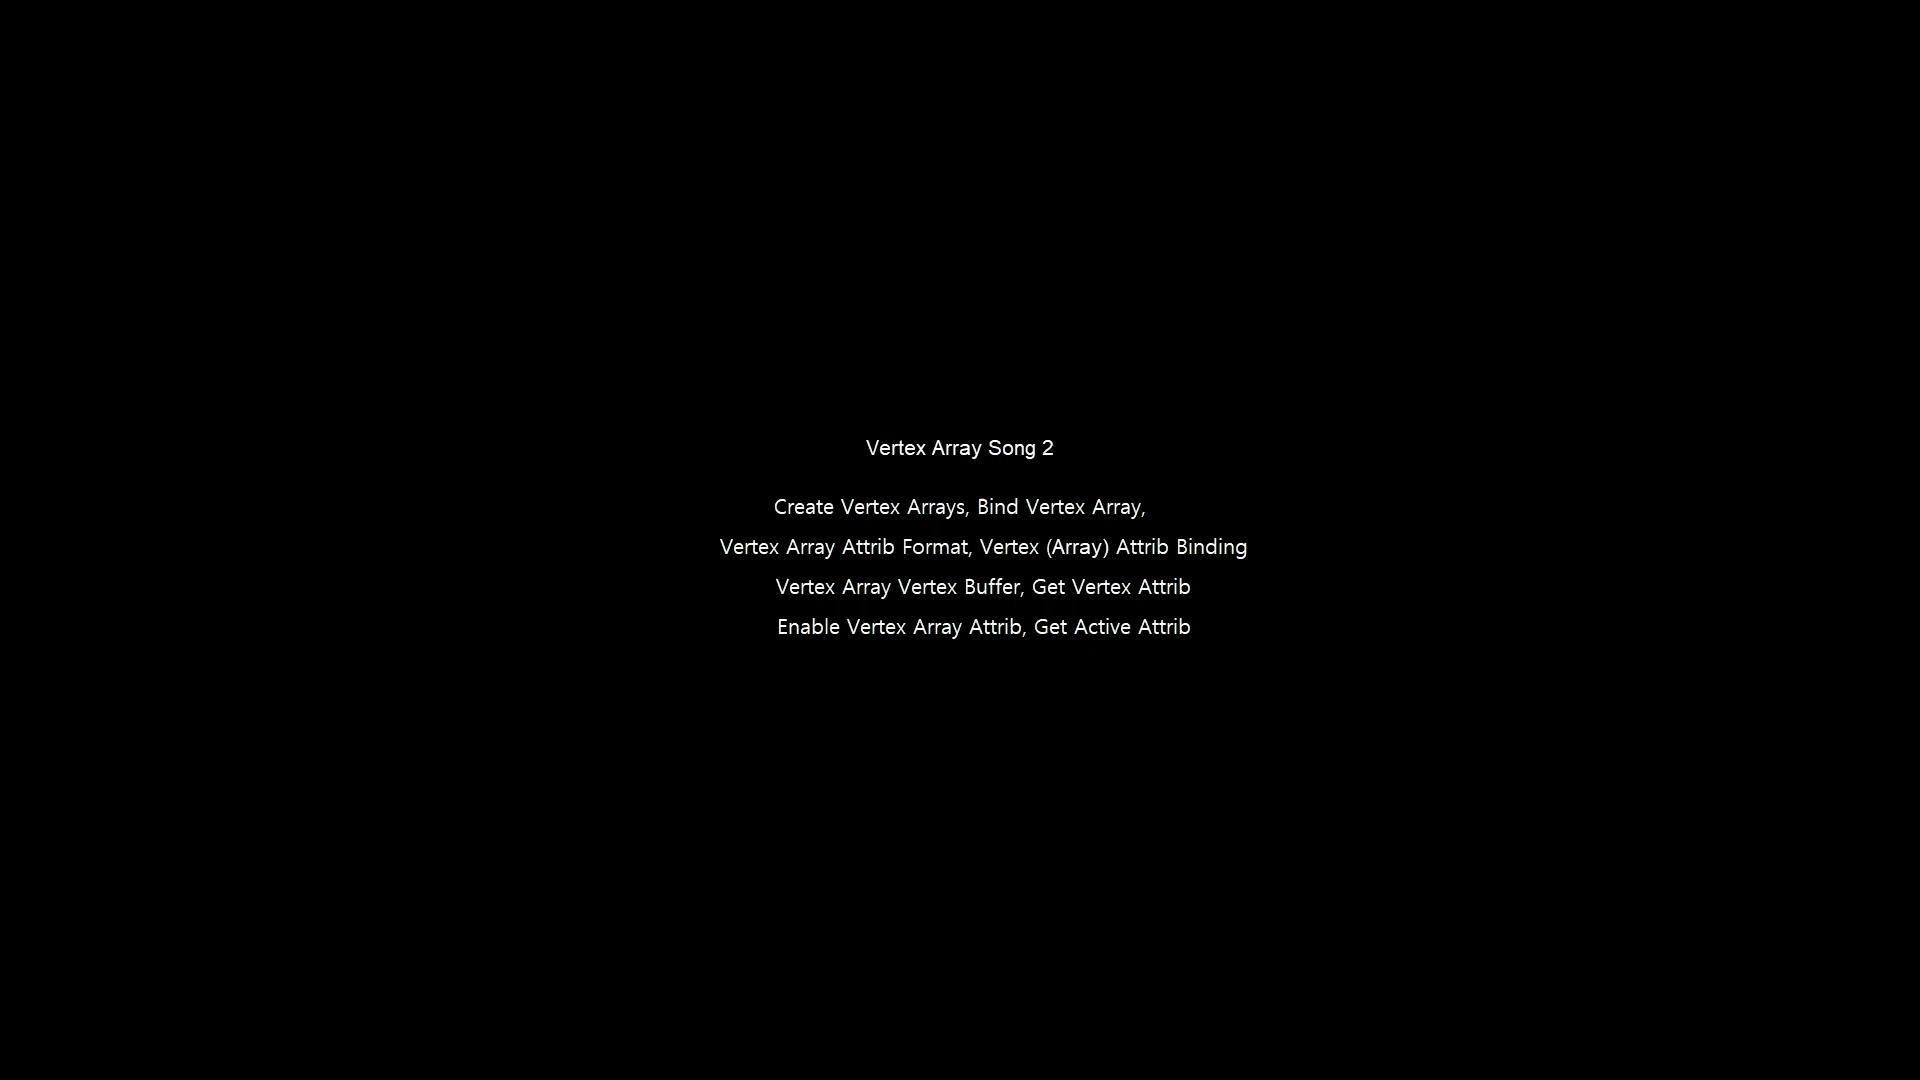 Vertex Array Song 2
Create Vertex Arrays, Bind Vertex Array,
Vertex Array Attrib Format, Vertex (Array) Attrib Binding
Vertex Array Vertex Buffer, Get Vertex Attrib
Enable Vertex Array Attrib, Get Active Attrib